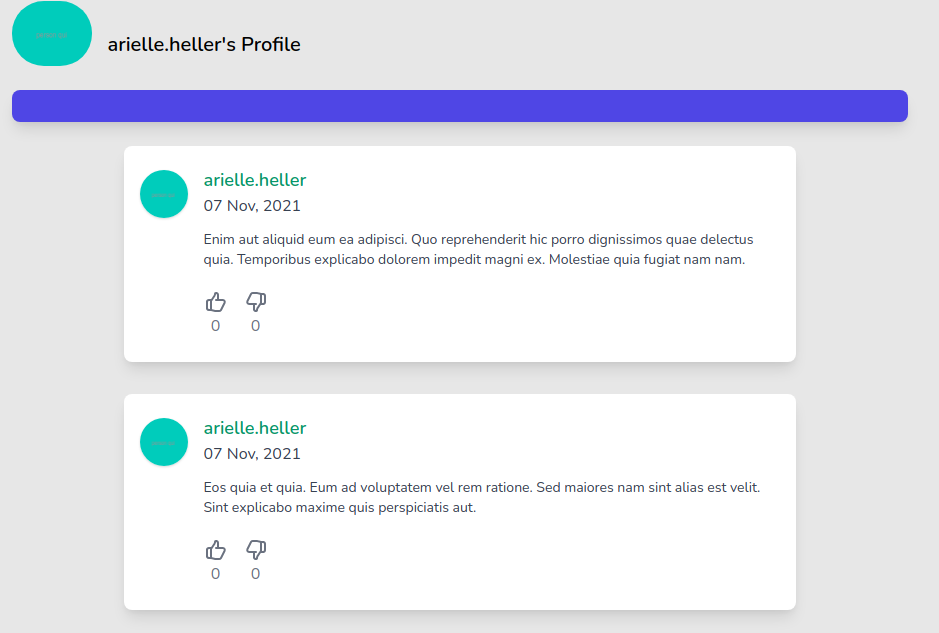 arielle.heller's Profile
arielle.heller
07 Nov, 2021
Enim aut aliquid eum ea adipisci. Quo reprehenderit hic porro dignissimos quae delectus
quia. Temporibus explicabo dolorem impedit magni ex. Molestiae quia fugiat nam nam.
0 0
arielle.heller
07 Nov, 2021
Eos quia et quia. Eum ad voluptatem vel rem ratione. Sed maiores nam sint alias est velit.
Sint explicabo maxime quis perspiciatis aut.
0 0